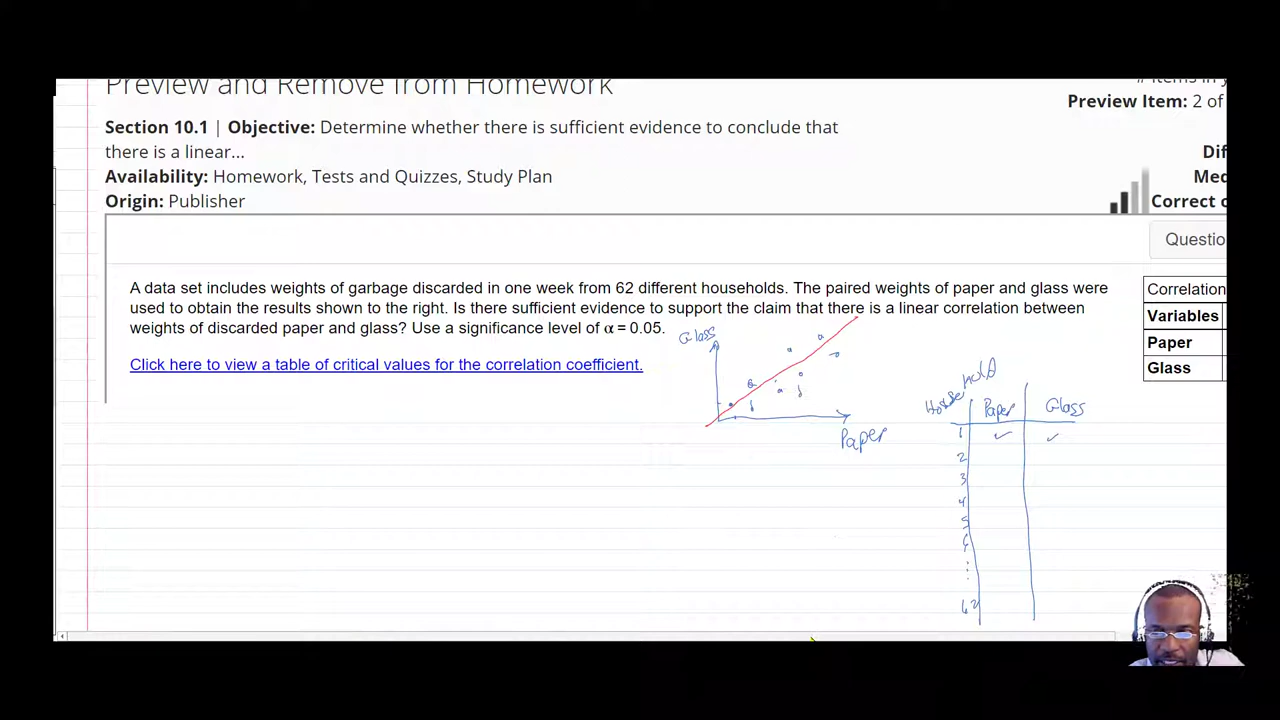 Preview and Remove from Homework
Preview Item: 2 of
Section 10.1 | Objective: Determine whether there is sufficient evidence to conclude that
there is a linear...
Availability: Homework, Tests and Quizzes, Study Plan
Origin: Publisher
Correct
Questio
A data set includes weights of garbage discarded in one week from 62 different households. The paired weights of paper and glass were
used to obtain the results shown to the right. Is there sufficient evidence to support the claim that there is a linear correlation between
weights of discarded paper and glass? Use a significance level of α = 0.05.
Click here to view a table of critical values for the correlation coefficient.
Correlation
Variables
Paper
Glass
Glass
Paper
Household Paper Glass
1
2
3
4
5
6
62